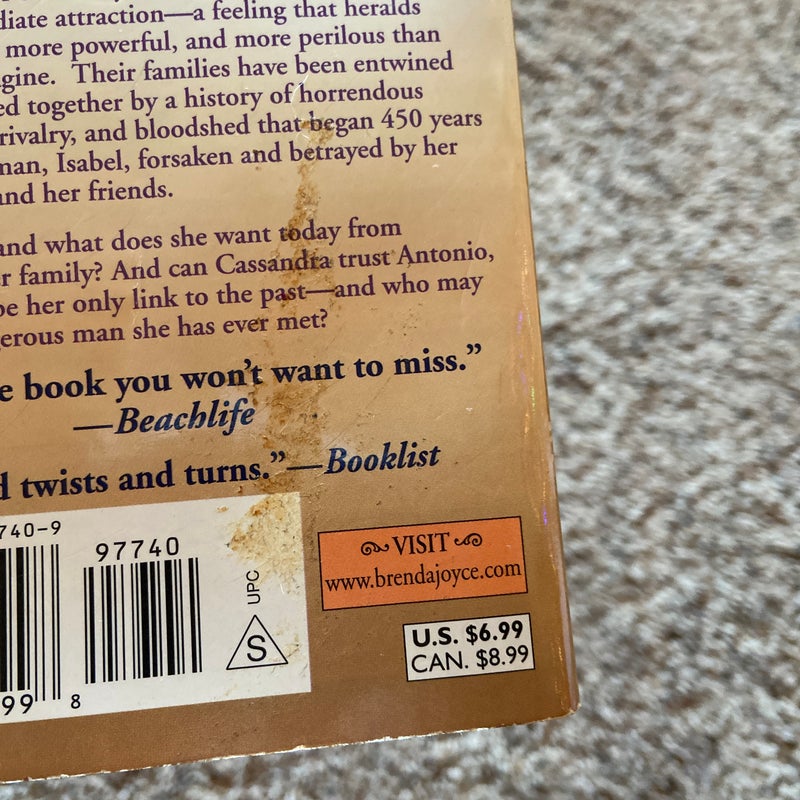 diate attraction—a feeling that heralds
more powerful, and more perilous than
gine. Their families have been entwined
ed together by a history of horrendous
rivalry, and bloodshed that began 450 years
man, Isabel, forsaken and betrayed by her
and her friends.
and what does she want today from
r family? And can Cassandra trust Antonio,
be her only link to the past—and who may
erous man she has ever met?
e book you won't want to miss.”
—Beachlife
d twists and turns.”—Booklist
740-9
97740
UPC
S
99
8
VISIT
www.brendajoyce.com
U.S. $6.99
CAN. $8.99